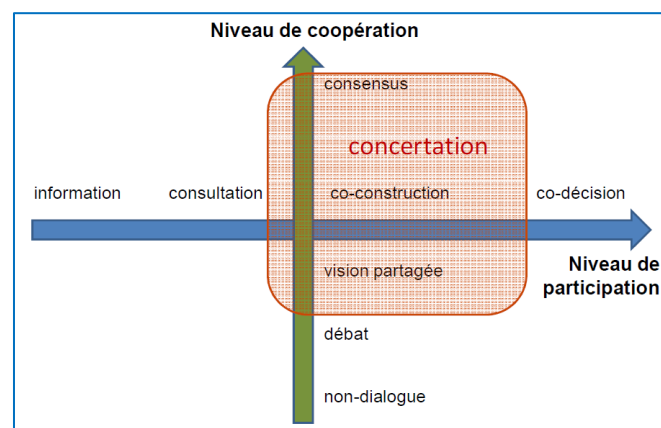 Niveau de coopération
consensus
concertation
information consultation co-construction co-décision
vision partagée
Niveau de
participation
débat
non-dialogue